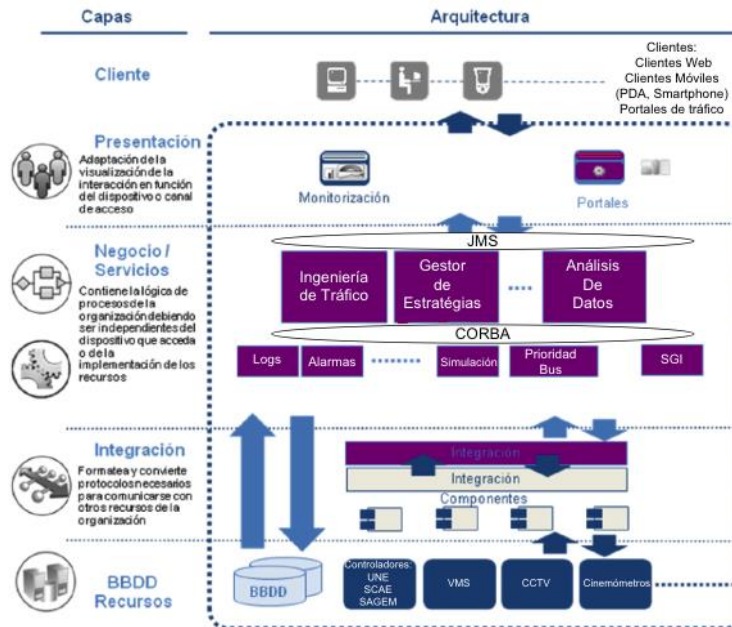 Capas
Arquitectura
Cliente
Clientes:
Clientes Web
Clientes Móviles
(PDA, Smartphone)
Portales de tráfico
Presentación
Adaptación de la
visualización de la
interacción en función
del dispositivo o canal
de acceso
Monitorización
Portales
Negocio /
Servicios
Contiene la lógica de
procesos de la
organización debiendo
ser independientes del
dispositivo que acceda
o de la
implementación de los
recursos
JMS
Ingeniería
de Tráfico
Gestor
de
Estratégias
Análisis
De
Datos
CORBA
Logs
Alarmas
Simulación
Prioridad
Bus
SGI
Integración
Formatea y convierte
protocolos necesarios
para comunicarse con
otros recursos de la
organización
Integración
Integración
Componentes
BBDD
Recursos
BBDD
Controladores:
UNE
SCAE
SAGEM
VMS
CCTV
Cinemómetros